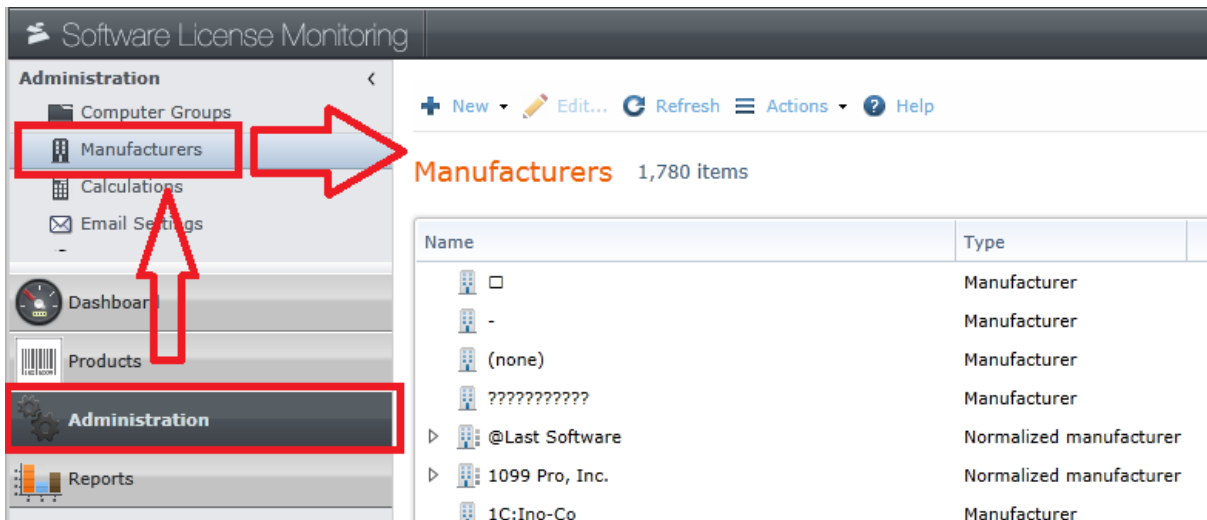 Software License Monitoring
Administration
Computer Groups
Manufacturers
Calculations
Email Settings
Dashboard
Products
Administration
Reports
New Edit... Refresh Actions Help
Manufacturers 1,780 items
Name Type
□ Manufacturer
- Manufacturer
(none) Manufacturer
??????????? Manufacturer
@Last Software Normalized manufacturer
1099 Pro, Inc. Normalized manufacturer
1C:Ino-Co Manufacturer